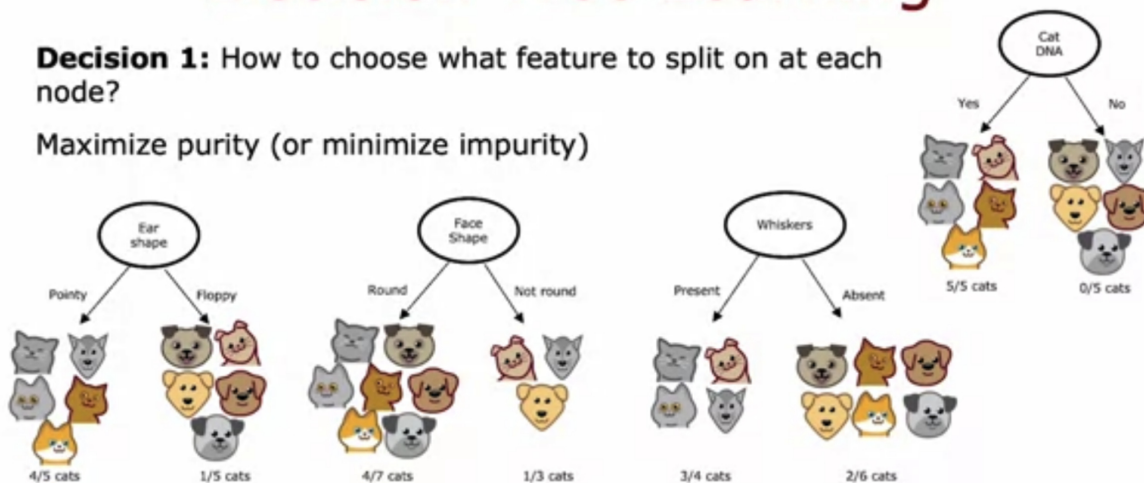 Decision 1: How to choose what feature to split on at each
node?
Maximize purity (or minimize impurity)
Cat
DNA
Yes
No
5/5 cats
0/5 cats
Ear
shape
Pointy
Floppy
4/5 cats
1/5 cats
Face
Shape
Round
Not round
4/7 cats
1/3 cats
Whiskers
Present
Absent
3/4 cats
2/6 cats